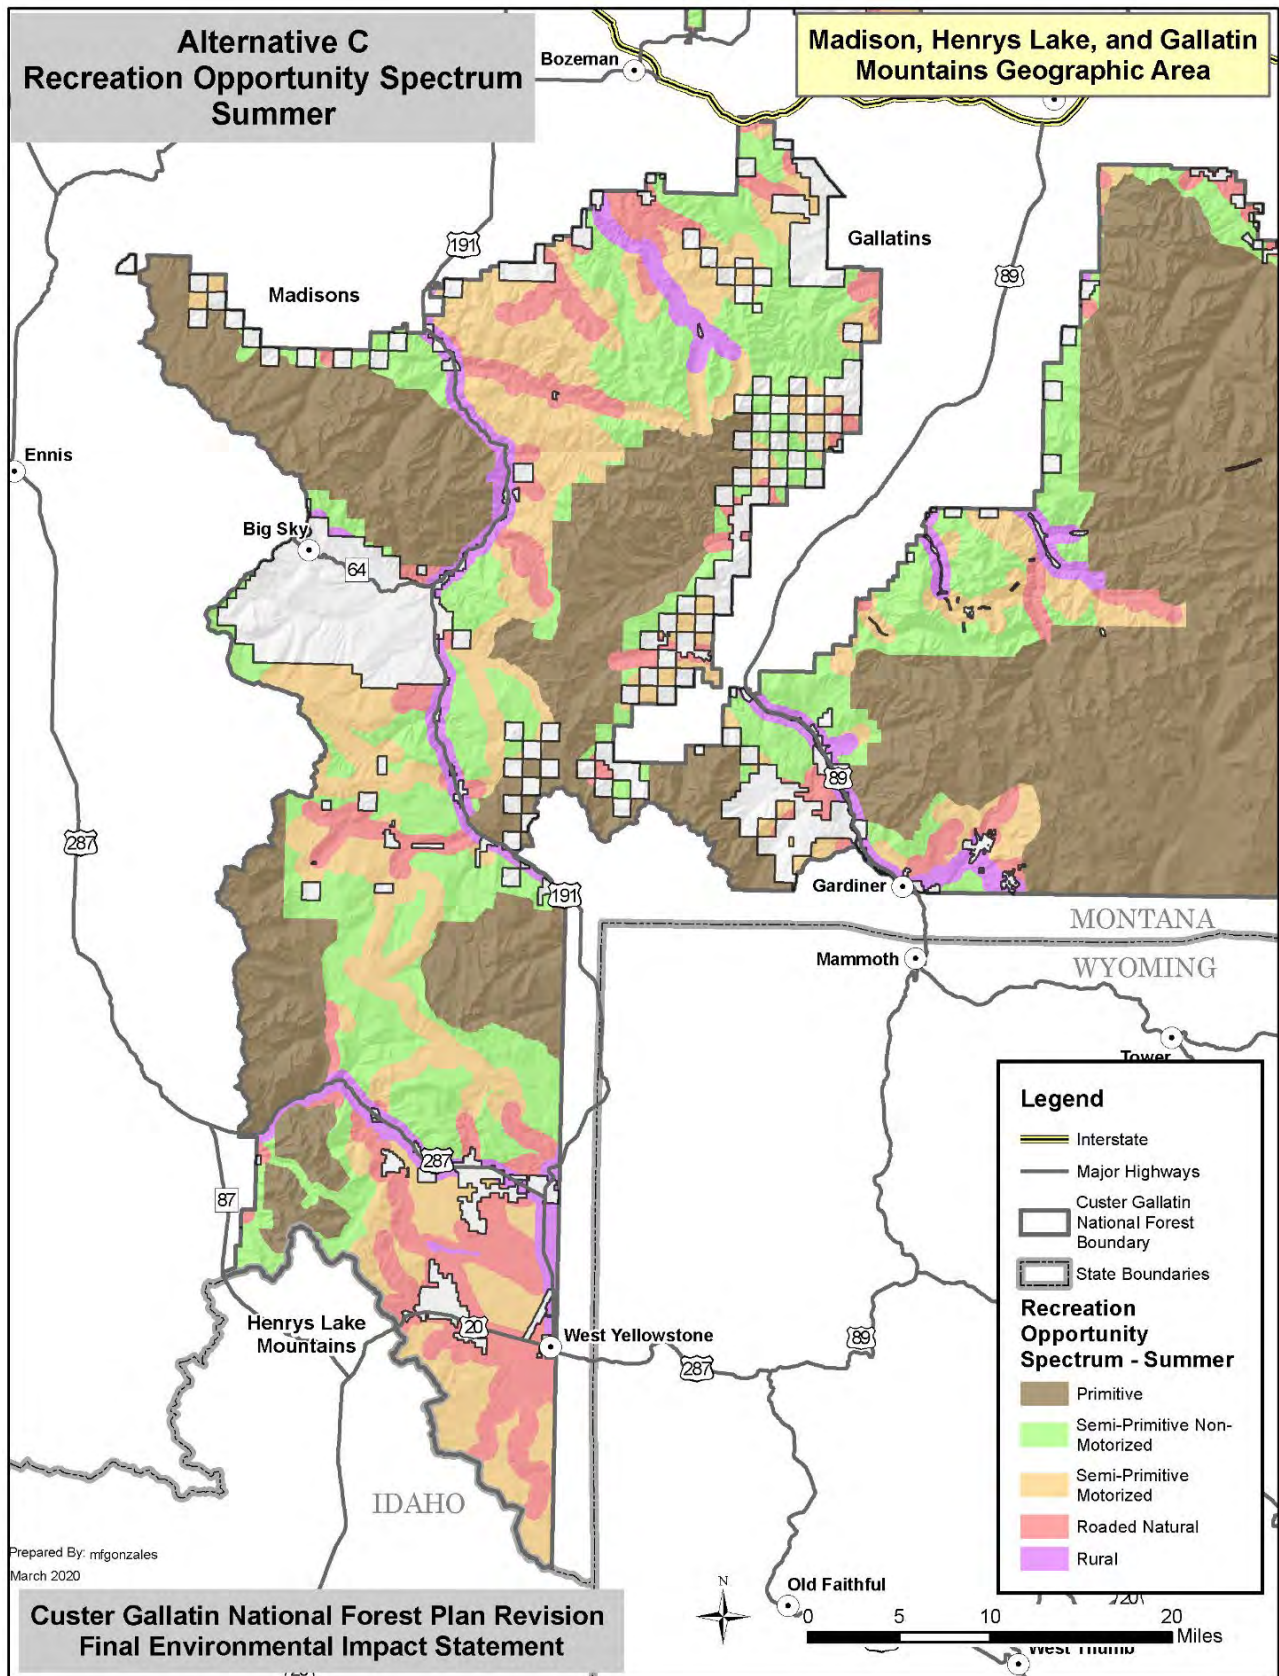 Alternative C
Recreation Opportunity Spectrum
Summer
Madison, Henrys Lake, and Gallatin
Mountains Geographic Area
Bozeman
191
Gallatins
89
Madisons
Ennis
Big Sky
64
89
287
Gardiner
191
MONTANA
Mammoth
WYOMING
Tower
287
87
Henrys Lake
Mountains
20
West Yellowstone
89
287
IDAHO
Legend
Interstate
Major Highways
Custer Gallatin
National Forest
Boundary
State Boundaries
Recreation
Opportunity
Spectrum - Summer
Primitive
Semi-Primitive Non-
Motorized
Semi-Primitive
Motorized
Roaded Natural
Rural
Prepared By: mfgonzales
March 2020
Custer Gallatin National Forest Plan Revision
Final Environmental Impact Statement
N
Old Faithful
0 5 10 20
Miles
West Thumb